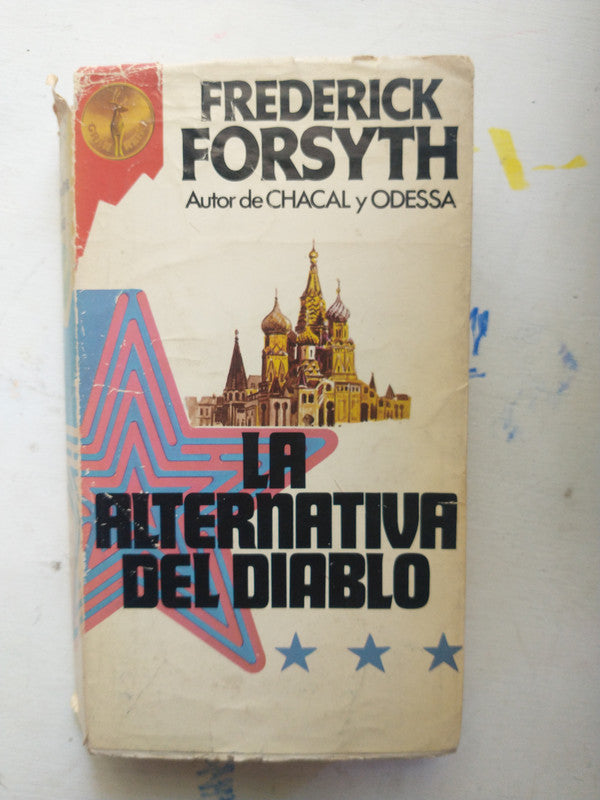 FREDERICK
FORSYTH
Autor de CHACAL y ODESSA
LA
ALTERNATIVA
DEL DIABLO